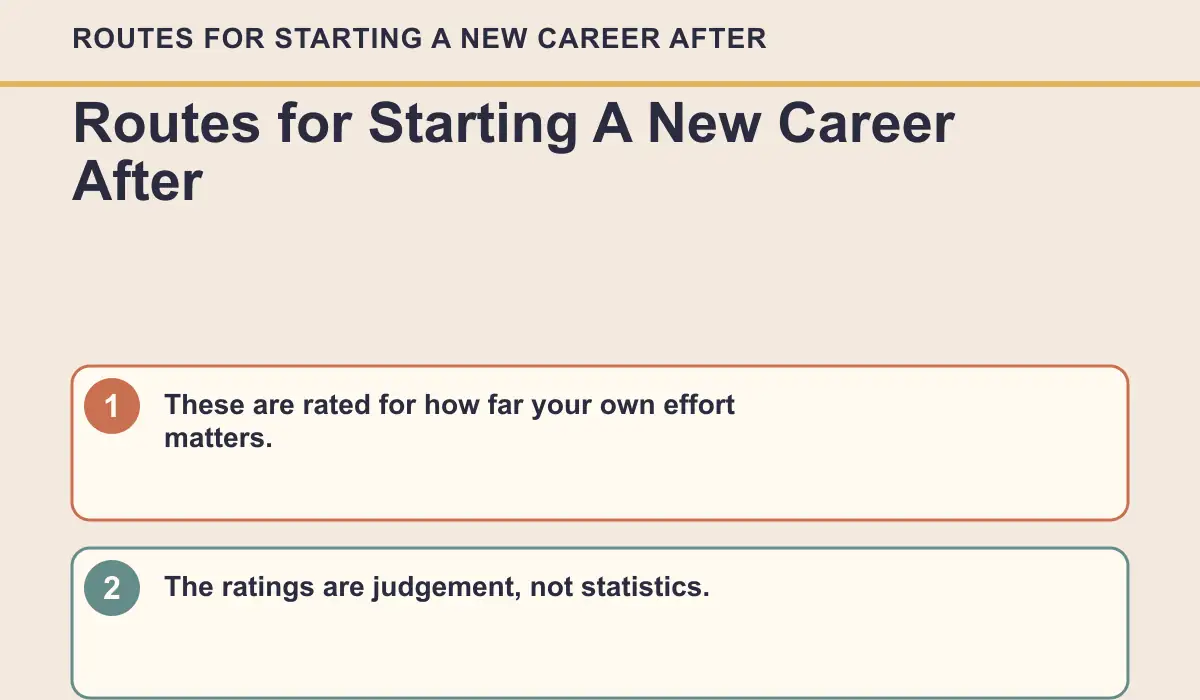 ROUTES FOR STARTING A NEW CAREER AFTER
Routes for Starting A New Career
After
1
These are rated for how far your own effort
matters.
2
The ratings are judgement, not statistics.